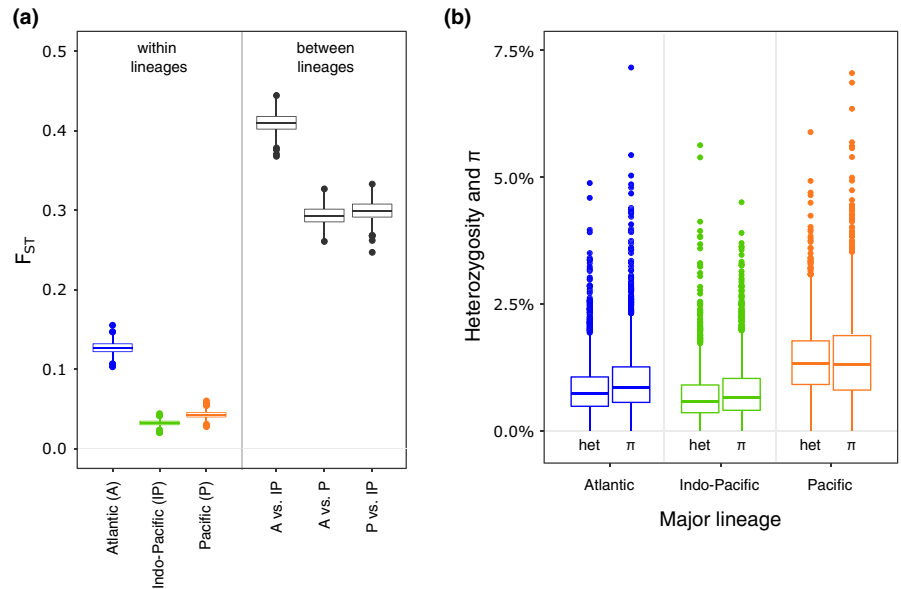 (a)
within
lineages
between
lineages
0.5
0.4
0.3
0.2
0.1
0.0
FST
Atlantic (A)
Indo-Pacific (IP)
Pacific (P)
A vs. IP
A vs. P
P vs. IP
(b)
7.5%
5.0%
2.5%
0.0%
Heterozygosity and π
het π het π het π
Atlantic Indo-Pacific Pacific
Major lineage